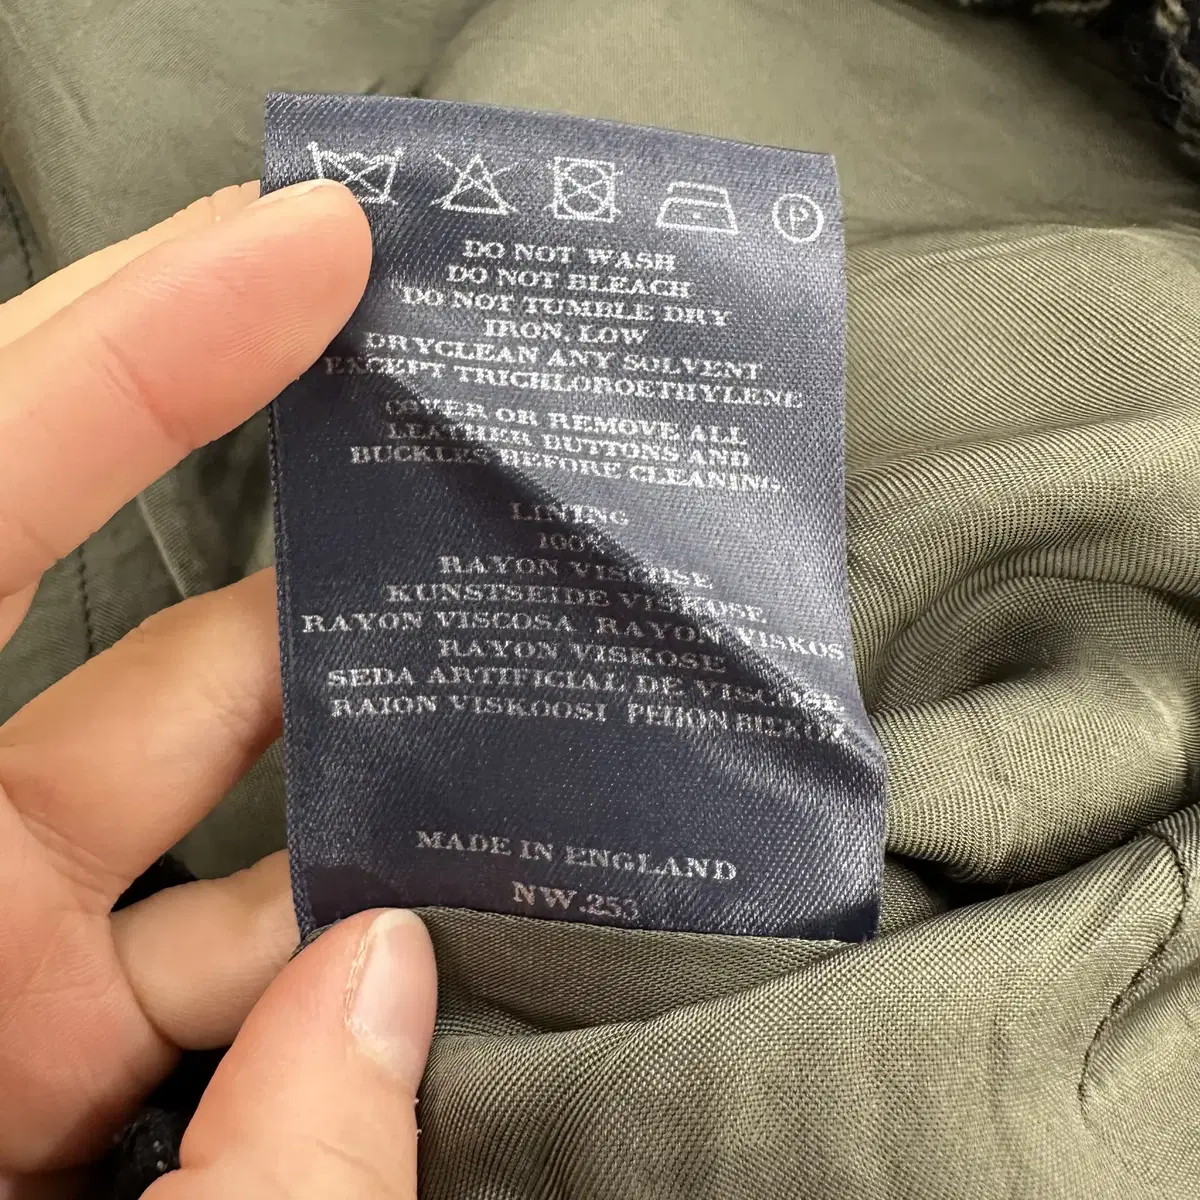 P
DO NOT WASH
DO NOT BLEACH
DO NOT TUMBLE DRY
IRON, LOW
DRYCLEAN ANY SOLVENT
EXCEPT TRICHLOROETHYLENE
COVER OR REMOVE ALL
LEATHER BUTTONS AND
BUCKLES BEFORE CLEANING.
LINING
100%
RAYON VISCOSE
KUNSTSEIDE VISKOSE
RAYON VISCOSA RAYON VISKOS
RAYON VISKOSE
SEDA ARTIFICIAL DE VISCOSE
RAION VISKOOSI
MADE IN ENGLAND
NW.253